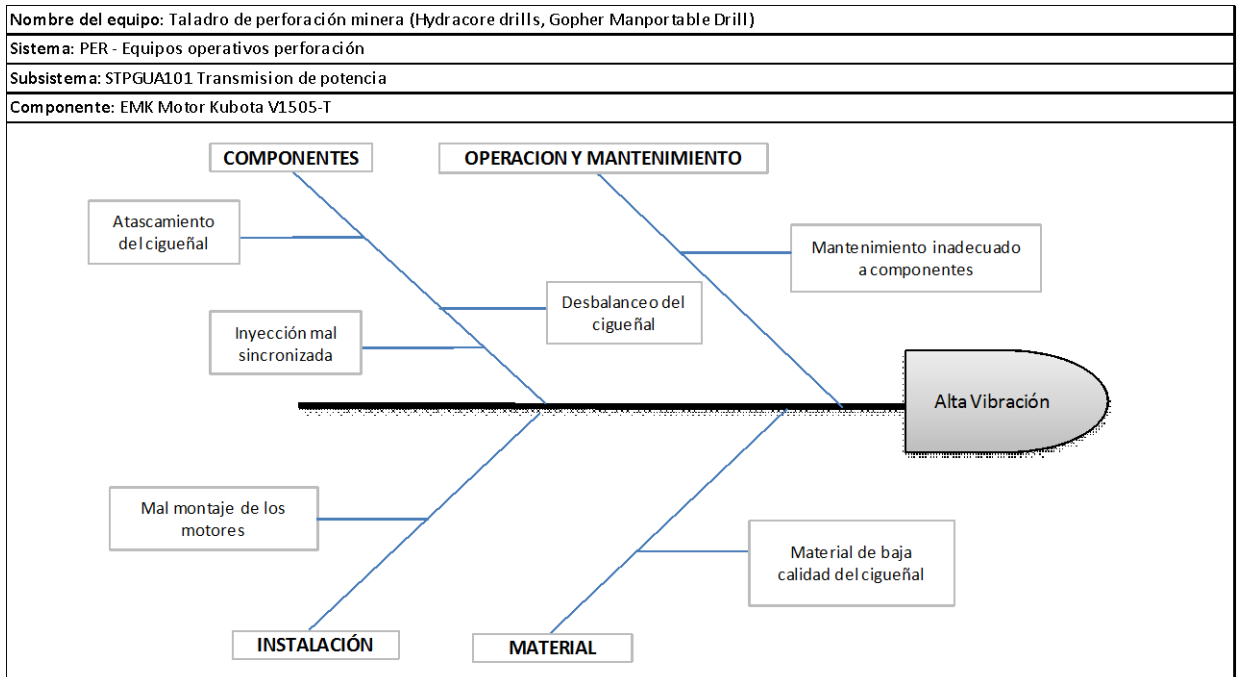 Nombre del equipo: Taladro de perforación minera (Hydracore drills, Gopher Manportable Drill)
Sistema: PER - Equipos operativos perforación
Subsistema: STPGUA101 Transmision de potencia
Componente: EMK Motor Kubota V1505-T
COMPONENTES
OPERACION Y MANTENIMIENTO
Atascamiento
del cigueñal
Mantenimiento inadecuado
a componentes
Desbalanceo del
cigueñal
Inyección mal
sincronizada
Alta Vibración
Mal montaje de los
motores
Material de baja
calidad del cigueñal
INSTALACIÓN
MATERIAL